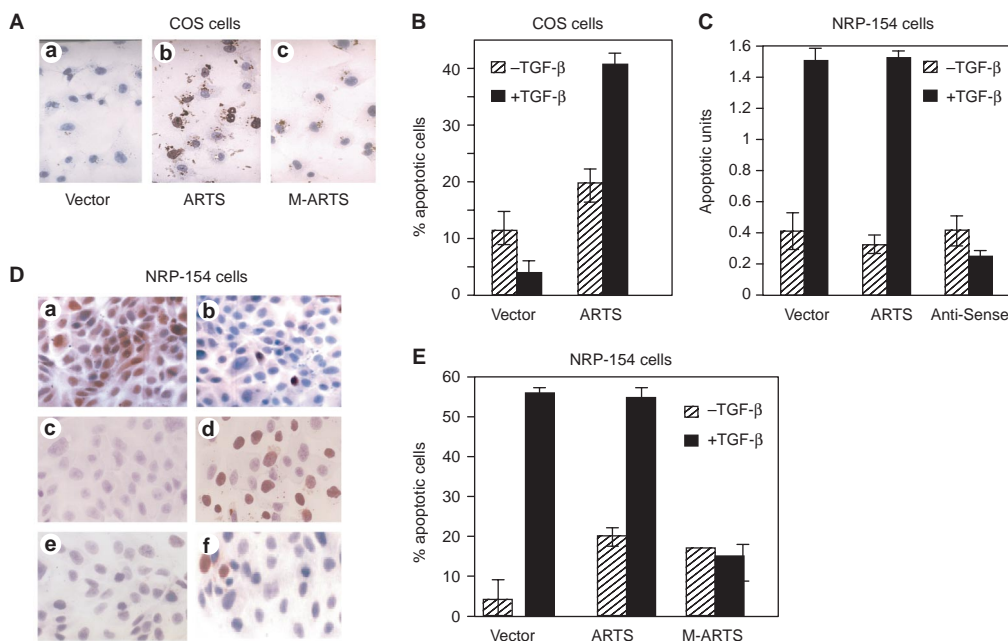 A
COS cells
a
b
c
Vector
ARTS
M-ARTS
B
COS cells
–TGF-β
+TGF-β
% apoptotic cells
40
30
20
10
0
Vector
ARTS
C
NRP-154 cells
–TGF-β
+TGF-β
Apoptotic units
1.6
1.4
1.2
1
0.8
0.6
0.4
0.2
0
Vector
ARTS
Anti-Sense
D
NRP-154 cells
a
b
c
d
e
f
E
NRP-154 cells
–TGF-β
+TGF-β
% apoptotic cells
60
50
40
30
20
10
0
Vector
ARTS
M-ARTS